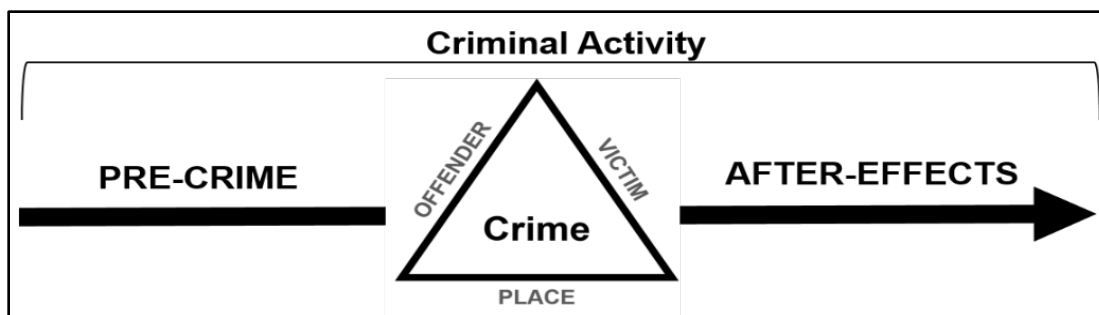 Criminal Activity
PRE-CRIME
OFFENDER
VICTIM
Crime
PLACE
AFTER-EFFECTS